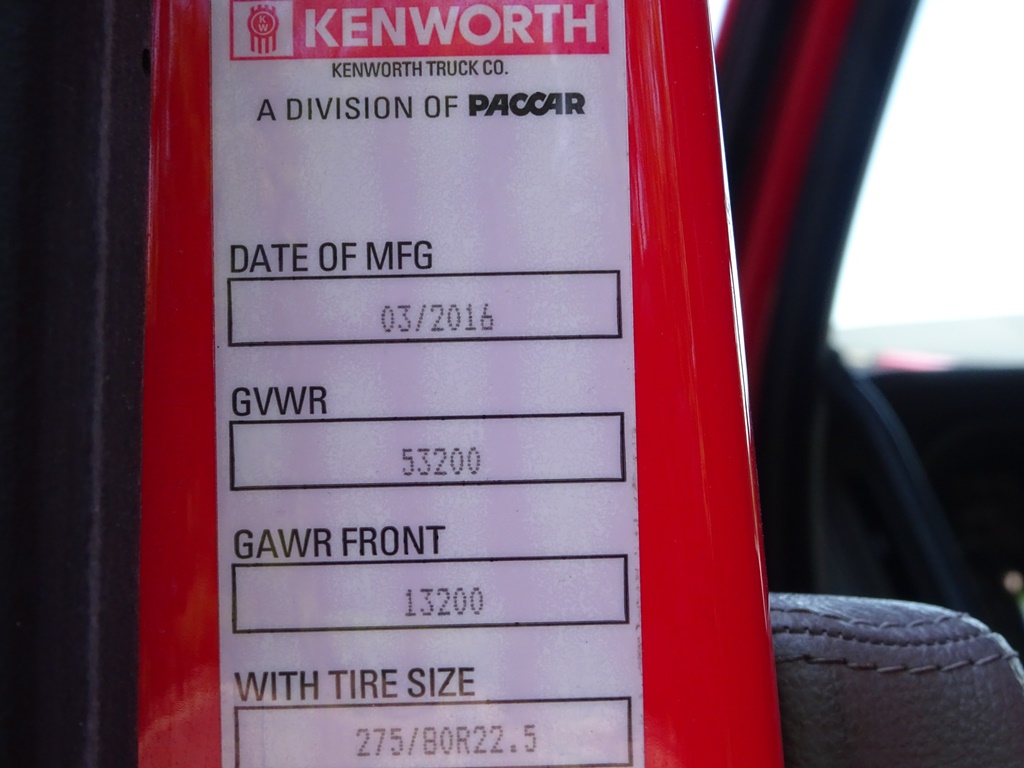 KW KENWORTH
KENWORTH TRUCK CO.
A DIVISION OF PACCAR
DATE OF MFG
03/2016
GVWR
53200
GAWR FRONT
13200
WITH TIRE SIZE
275/80R22.5